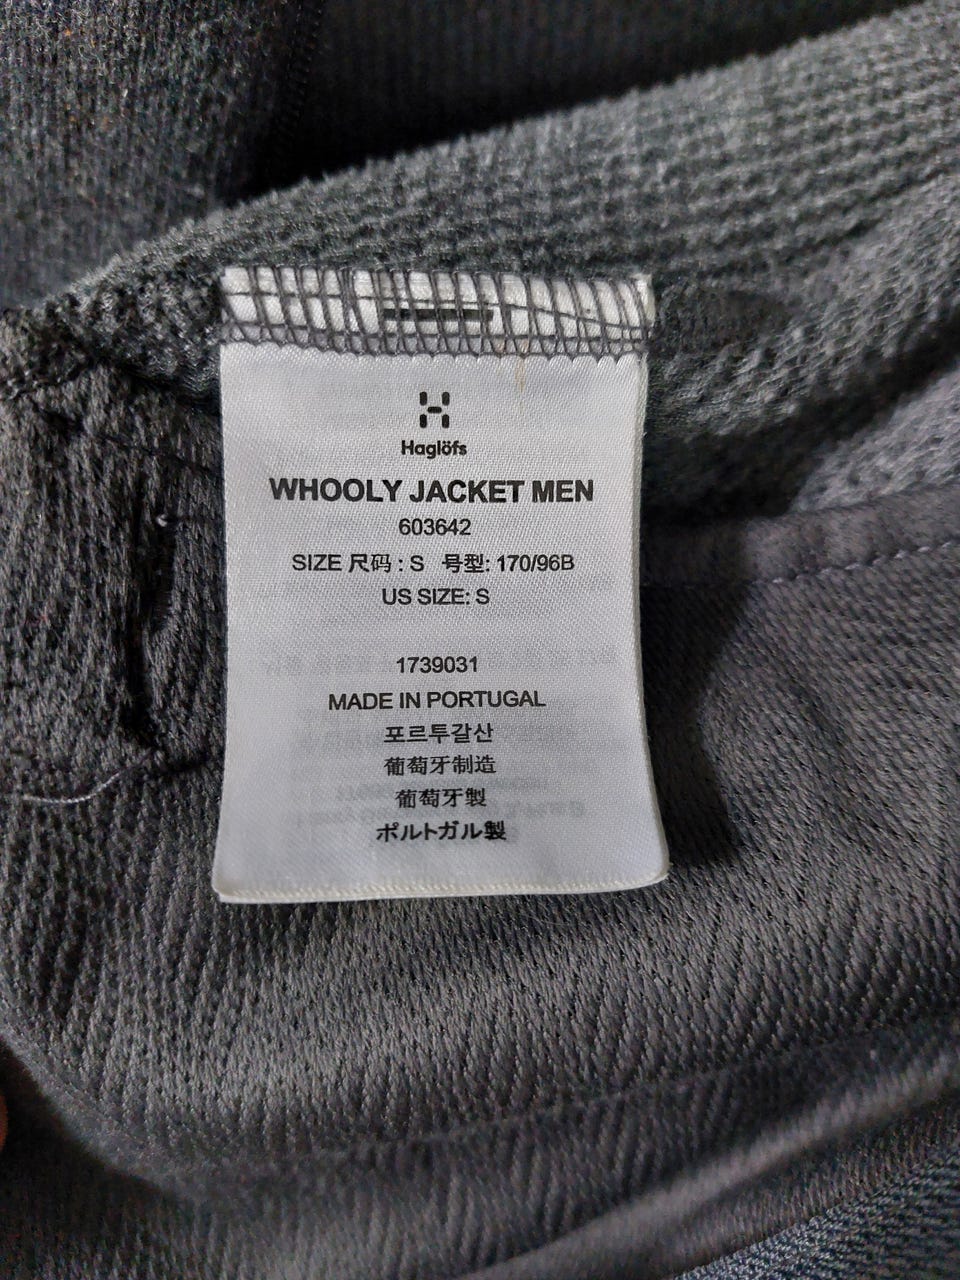 Haglöfs
WHOOLY JACKET MEN
603642
SIZE 尺码 : S 号型: 170/96B
US SIZE: S
1739031
MADE IN PORTUGAL
포르투갈산
葡萄牙制造
葡萄牙製
ポルトガル製